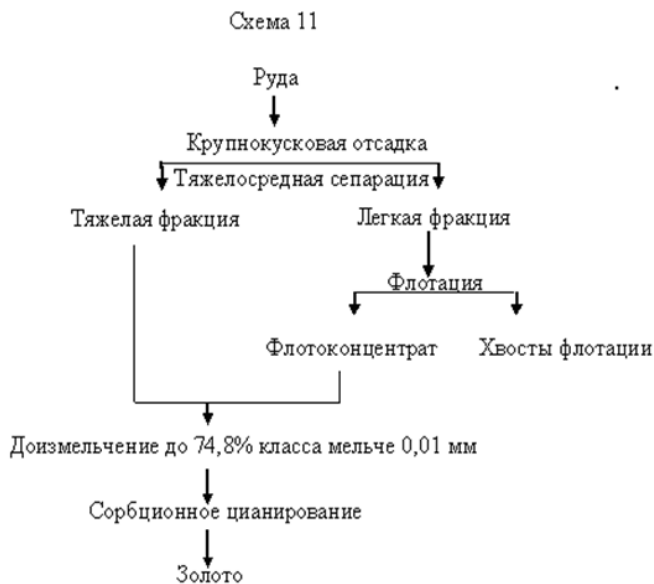 Схема 11
Руда
Крупнокусковая отсадка
Тяжелосредная сепарация
Тяжелая фракция
Легкая фракция
Флотация
Флотоконцентрат
Хвосты флотации
Доизмельчение до 74,8% класса мельче 0,01 мм
Сорбционное цианирование
Золото